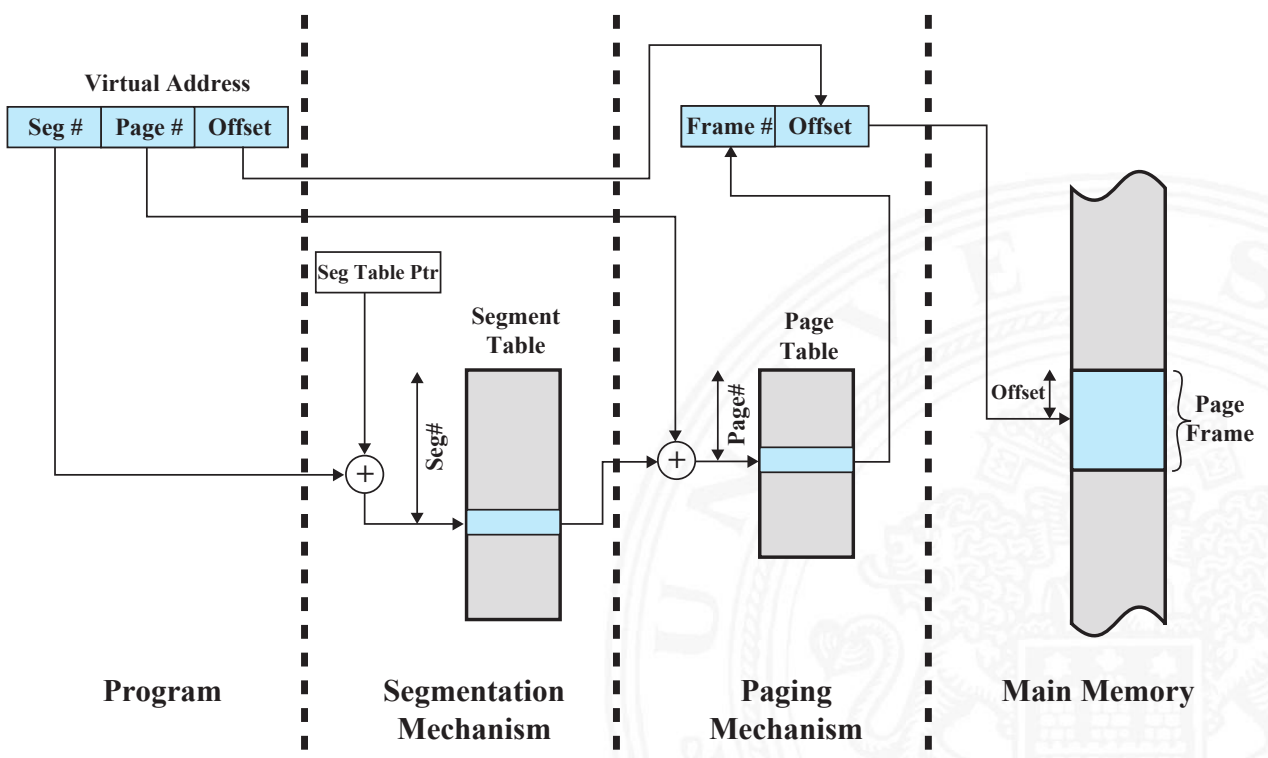 Virtual Address
Seg # Page # Offset
Frame # Offset
Seg Table Ptr
Segment
Table
Page
Table
Seg#
Page#
Offset
Page
Frame
+
+
Program
Segmentation
Mechanism
Paging
Mechanism
Main Memory